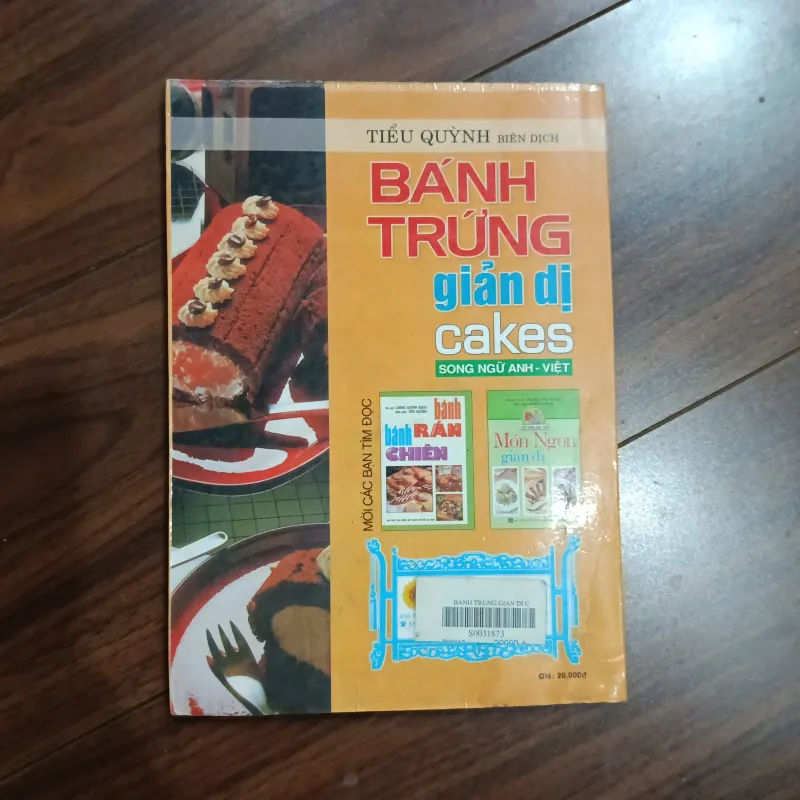 TIỂU QUỲNH BIÊN DỊCH
BÁNH
TRỨNG
giản dị
cakes
SONG NGỮ ANH - VIỆT
MỜI CÁC BẠN TÌM ĐỌC
bánh
RÁN
bánh
CHIÊN
Món Ngon
giản dị
BANH TRUNG GIAN DI C
S0031873
Giá: 20.000đ